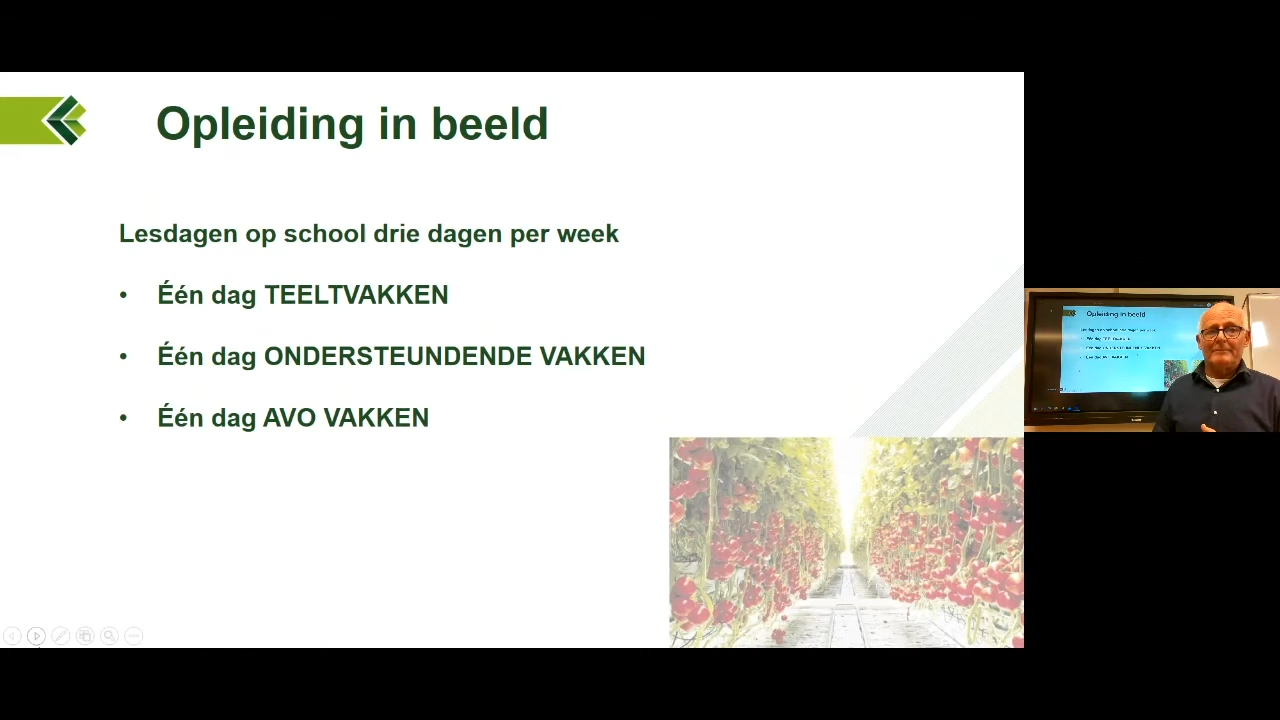 Opleiding in beeld
Lesdagen op school drie dagen per week
• Één dag TEELTVAKKEN
• Één dag ONDERSTEUNDENDE VAKKEN
• Één dag AVO VAKKEN
Opleiding in beeld